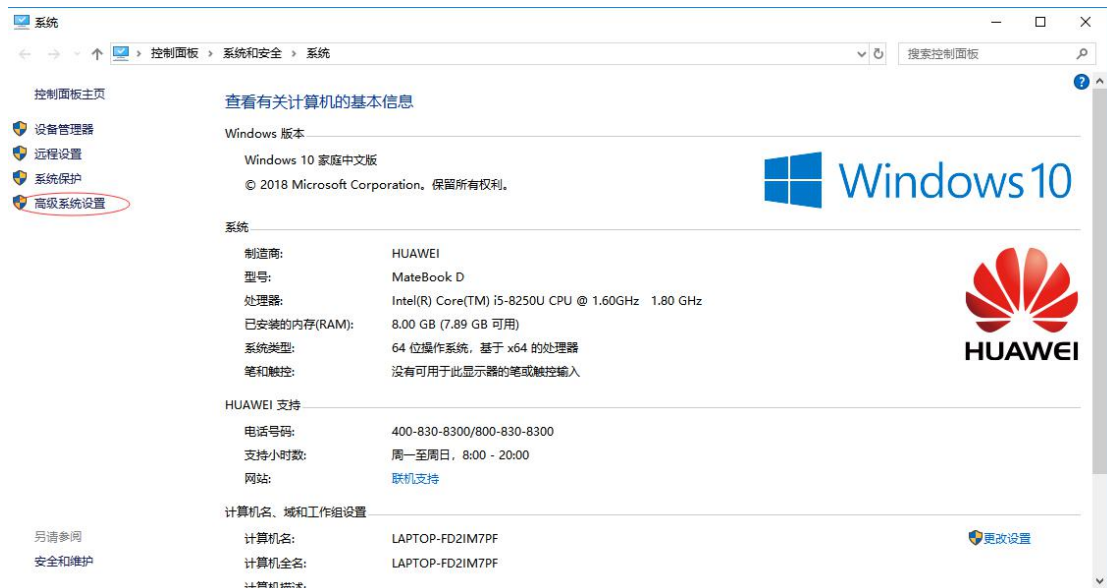 系统
控制面板 › 系统和安全 › 系统
搜索控制面板
控制面板主页
设备管理器
远程设置
系统保护
高级系统设置
查看有关计算机的基本信息
Windows 版本
Windows 10 家庭中文版
© 2018 Microsoft Corporation。保留所有权利。
Windows 10
系统
制造商: HUAWEI
型号: MateBook D
处理器: Intel(R) Core(TM) i5-8250U CPU @ 1.60GHz 1.80 GHz
已安装的内存(RAM): 8.00 GB (7.89 GB 可用)
系统类型: 64 位操作系统，基于 x64 的处理器
笔和触控: 没有可用于此显示器的笔或触控输入
HUAWEI
HUAWEI 支持
电话号码: 400-830-8300/800-830-8300
支持小时数: 周一至周日，8:00 - 20:00
网站: 联机支持
计算机名、域和工作组设置
计算机名: LAPTOP-FD2IM7PF
更改设置
计算机全名: LAPTOP-FD2IM7PF
计算机描述:
另请参阅
安全和维护